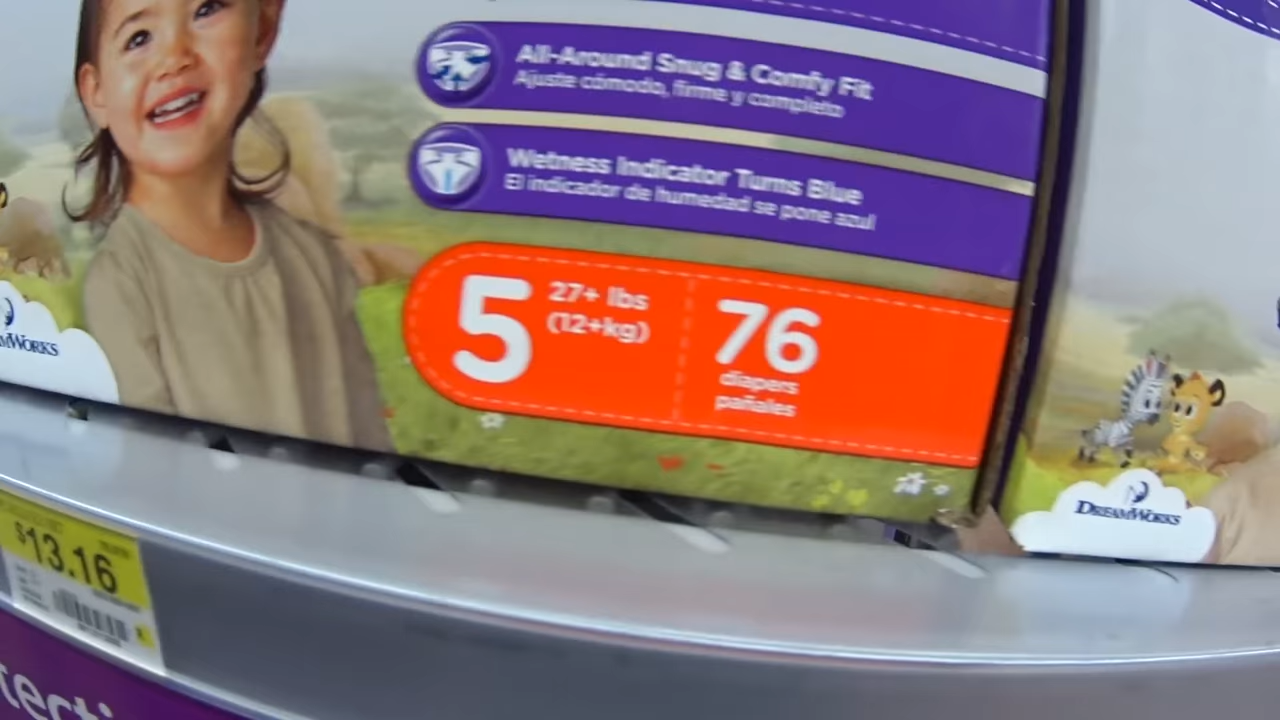 All-Around Snug & Comfy Fit
Ajuste cómodo, firme y completo
Wetness Indicator Turns Blue
El indicador de humedad se pone azul
5
27+ lbs
(12+kg)
76
diapers
pañales
DREAMWORKS
$13.16